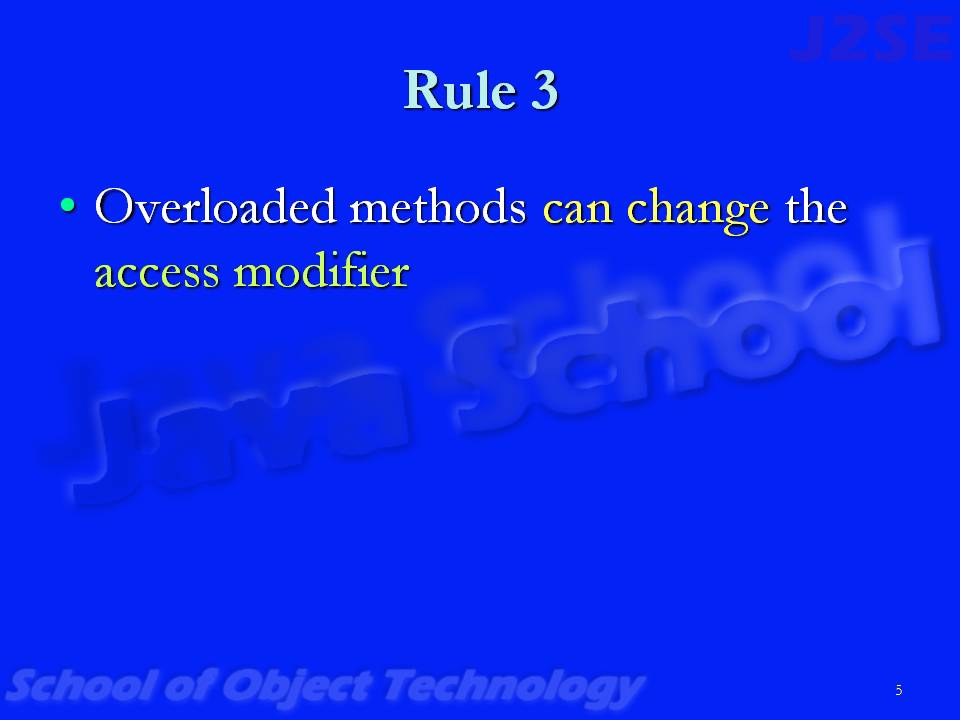 J2SE
Rule 3
• Overloaded methods can change the
access modifier
Java School
School of Object Technology
5